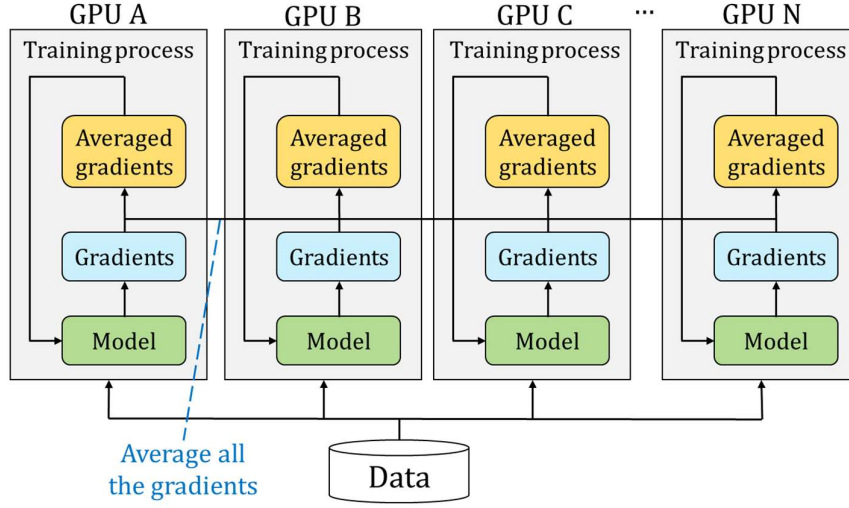 GPU A
GPU B
GPU C
...
GPU N
Training process
Training process
Training process
Training process
Averaged
gradients
Averaged
gradients
Averaged
gradients
Averaged
gradients
Gradients
Gradients
Gradients
Gradients
Model
Model
Model
Model
Average all
the gradients
Data